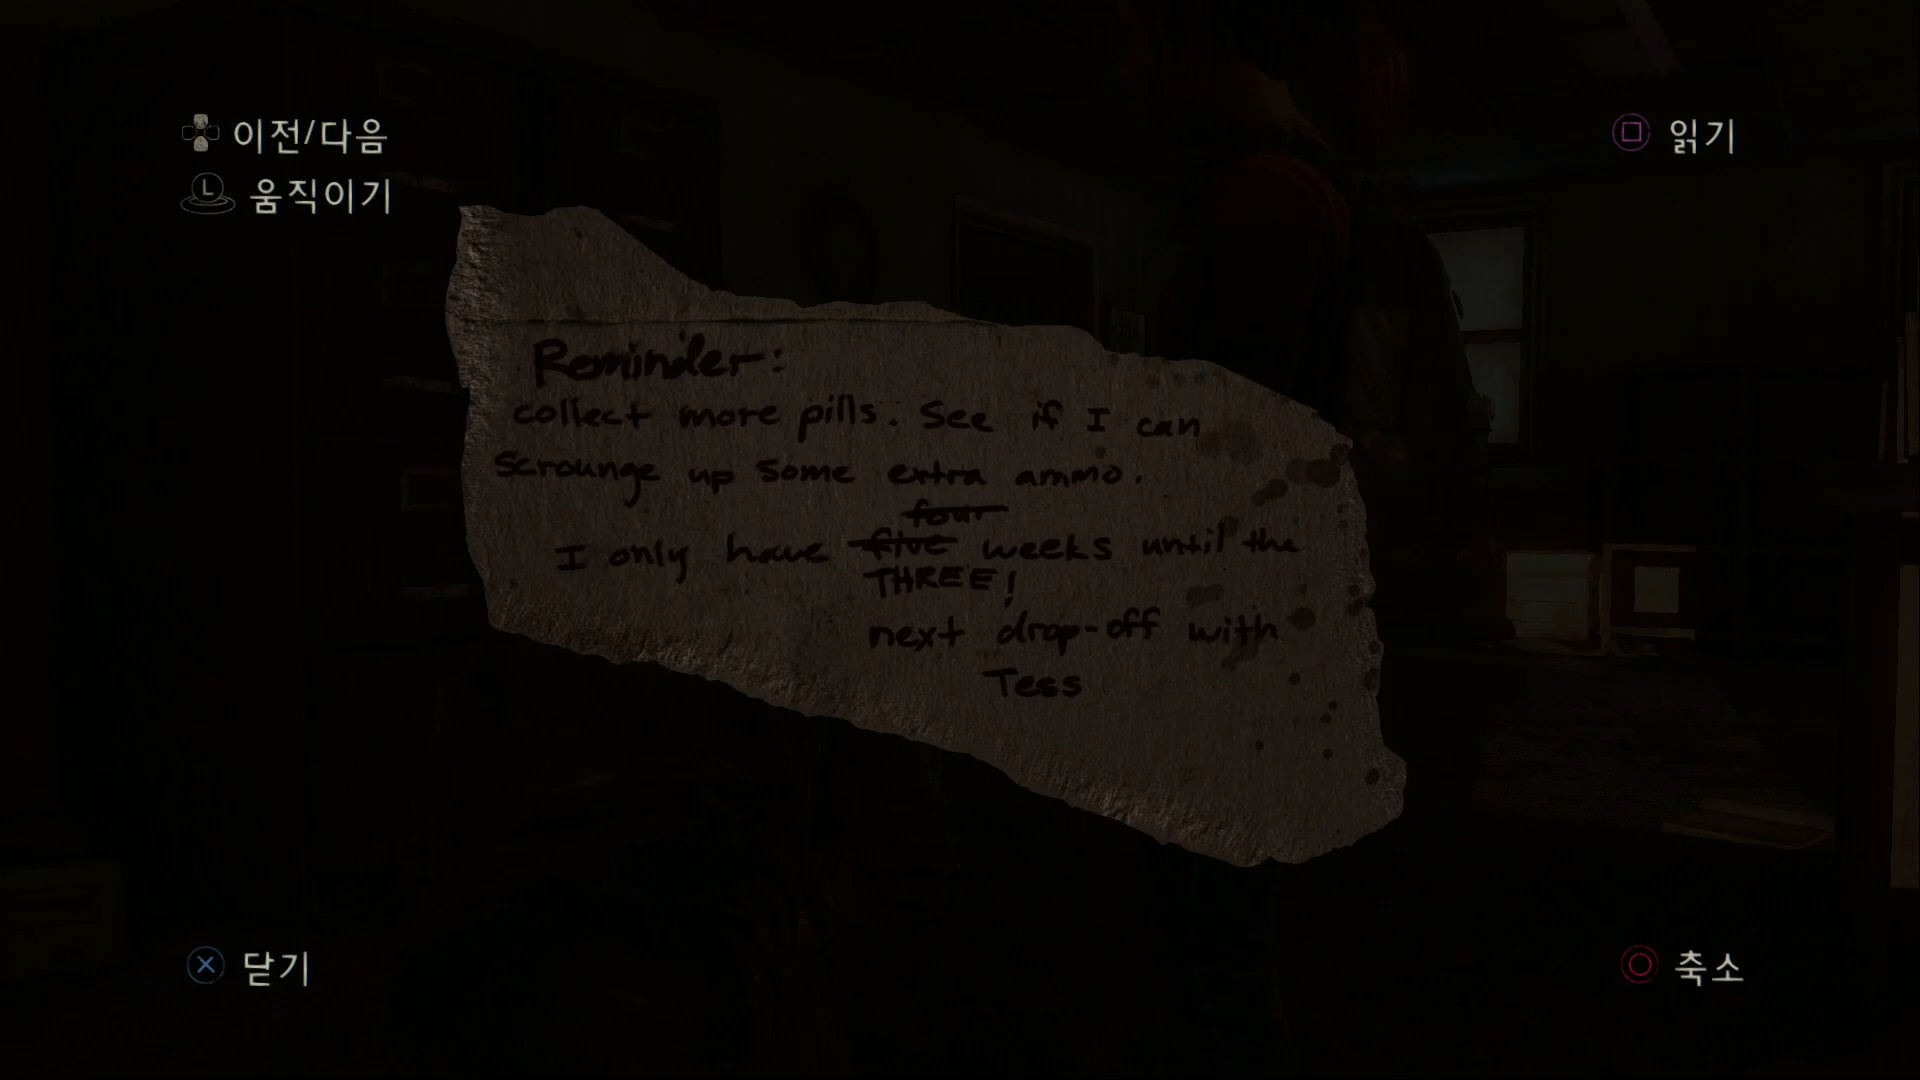 이전/다음
L 움직이기
읽기
Reminder:
collect more pills. See if I can
Scrounge up some extra ammo.
four
I only have five weeks until the
THREE!
next drop-off with
Tess
닫기
축소